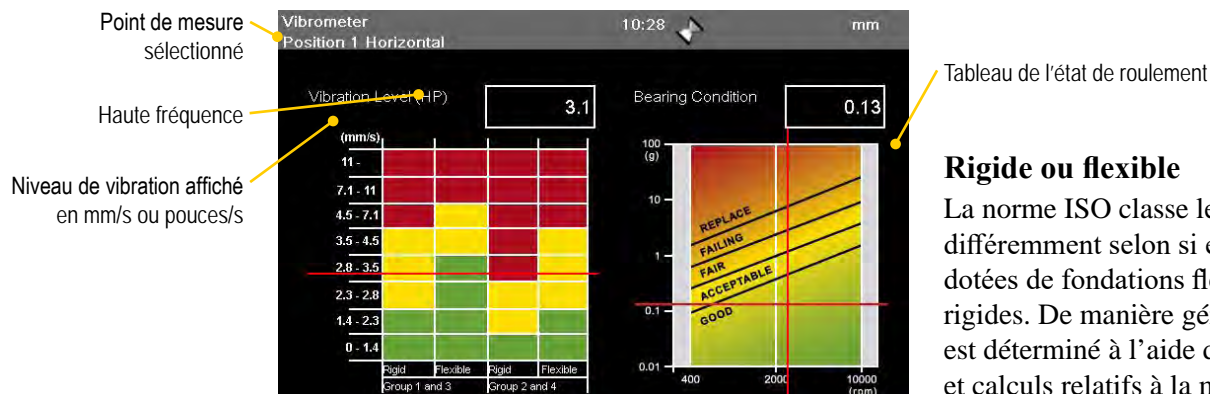 Point de mesure
sélectionné
Haute fréquence
Niveau de vibration affiché
en mm/s ou pouces/s
Vibrometer
10:28
mm
Position 1 Horizontal
Vibration Level (HP)
3.1
Bearing Condition
0.13
(mm/s)
11 -
7.1 - 11
4.5 - 7.1
3.5 - 4.5
2.8 - 3.5
2.3 - 2.8
1.4 - 2.3
0 - 1.4
Rigid Flexible Rigid Flexible
Group 1 and 3 Group 2 and 4
100
(g)
10
1
0.1
0.01
REPLACE
FAILING
FAIR
ACCEPTABLE
GOOD
400 2000 10000
(rpm)
Tableau de l'état de roulement
Rigide ou flexible
La norme ISO classe le
différemment selon si e
dotées de fondations fle
rigides. De manière gé
est déterminé à l'aide d
et calculs relatifs à la n